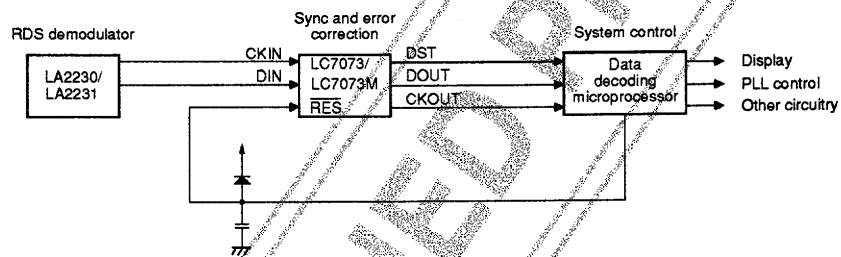 RDS demodulator
LA2230/
LA2231
CKIN
DIN
Sync and error
correction
LC7073/
LC7073M
RES
DST
DOUT
CKOUT
System control
Data
decoding
microprocessor
Display
PLL control
Other circuitry